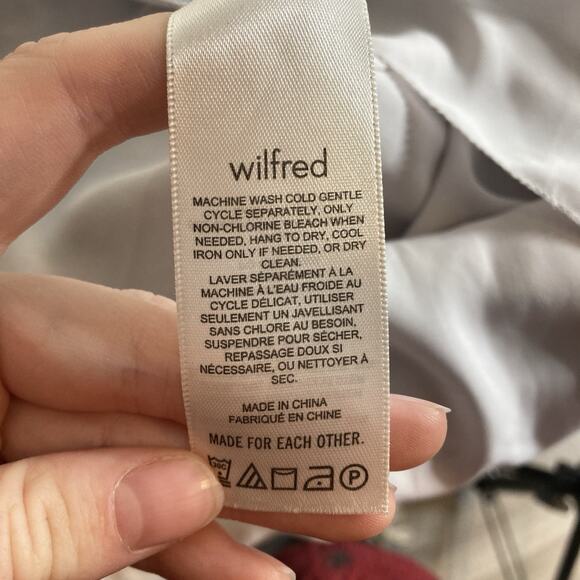 wilfred
MACHINE WASH COLD GENTLE
CYCLE SEPARATELY, ONLY
NON-CHLORINE BLEACH WHEN
NEEDED, HANG TO DRY, COOL
IRON ONLY IF NEEDED, OR DRY
CLEAN.
LAVER SÉPARÉMENT À LA
MACHINE À L'EAU FROIDE AU
CYCLE DÉLICAT, UTILISER
SEULEMENT UN JAVELLISANT
SANS CHLORE AU BESOIN,
SUSPENDRE POUR SÉCHER,
REPASSAGE DOUX SI
NÉCESSAIRE, OU NETTOYER À
SEC.
MADE IN CHINA
FABRIQUÉ EN CHINE
MADE FOR EACH OTHER.
30C P